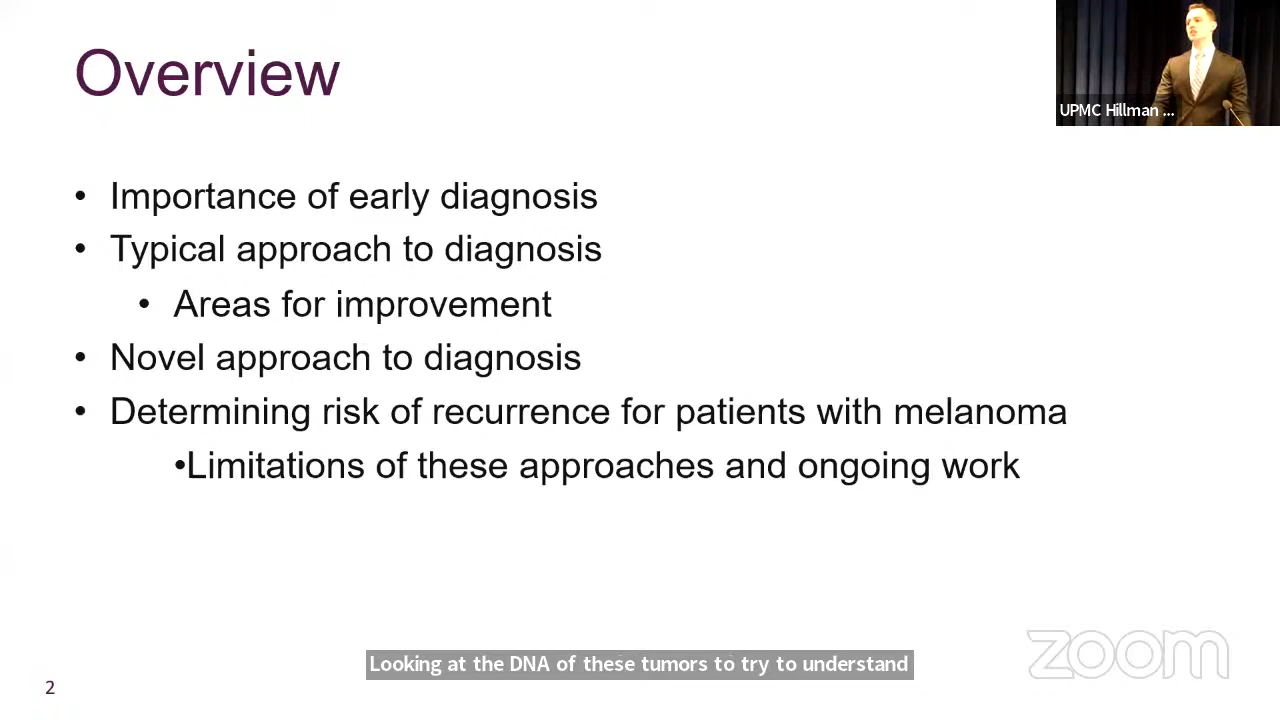 Overview
UPMC Hillman ...
• Importance of early diagnosis
• Typical approach to diagnosis
• Areas for improvement
• Novel approach to diagnosis
• Determining risk of recurrence for patients with melanoma
•Limitations of these approaches and ongoing work
Looking at the DNA of these tumors to try to understand
zoom
2